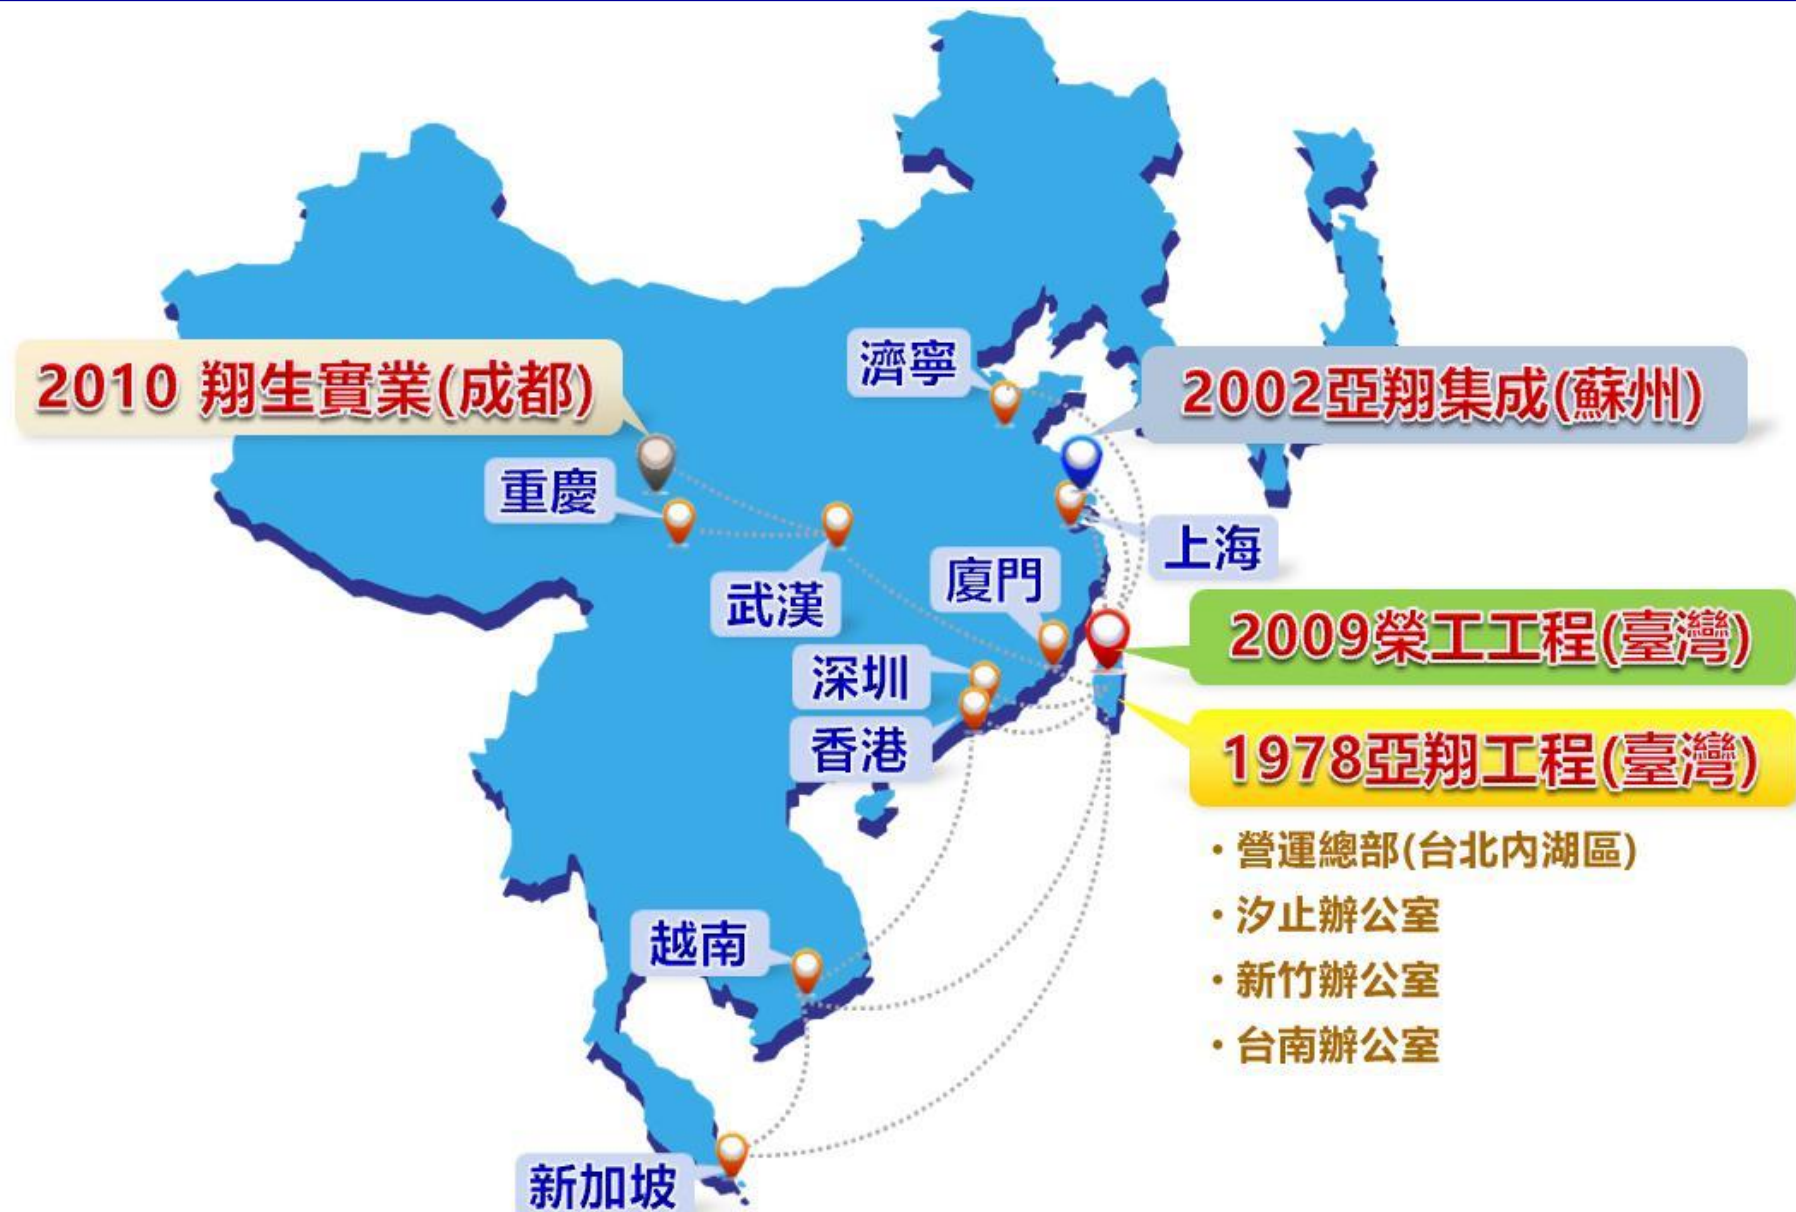 濟寧
2010 翔生實業(成都)
2002亞翔集成(蘇州)
重慶
上海
武漢
廈門
2009榮工工程(臺灣)
深圳
香港
1978亞翔工程(臺灣)
・營運總部(台北內湖區)
・汐止辦公室
・新竹辦公室
・台南辦公室
越南
新加坡